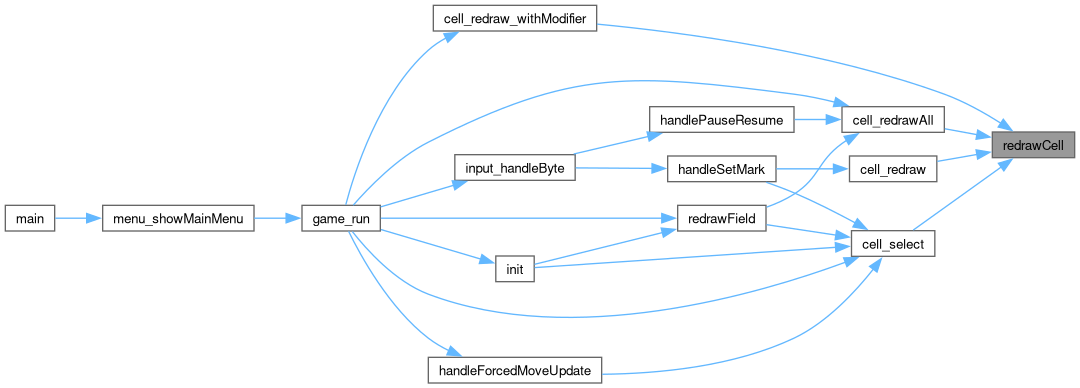 cell_redraw_withModifier
handlePauseResume
cell_redrawAll
redrawCell
input_handleByte
handleSetMark
cell_redraw
main
menu_showMainMenu
game_run
redrawField
cell_select
init
handleForcedMoveUpdate